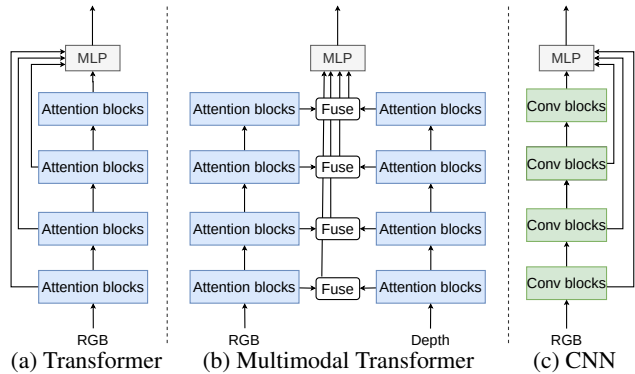 MLP
Attention blocks
Attention blocks
Attention blocks
Attention blocks
RGB
(a) Transformer
MLP
Attention blocks Fuse Attention blocks
Attention blocks Fuse Attention blocks
Attention blocks Fuse Attention blocks
Attention blocks Fuse Attention blocks
RGB Depth
(b) Multimodal Transformer
MLP
Conv blocks
Conv blocks
Conv blocks
Conv blocks
RGB
(c) CNN